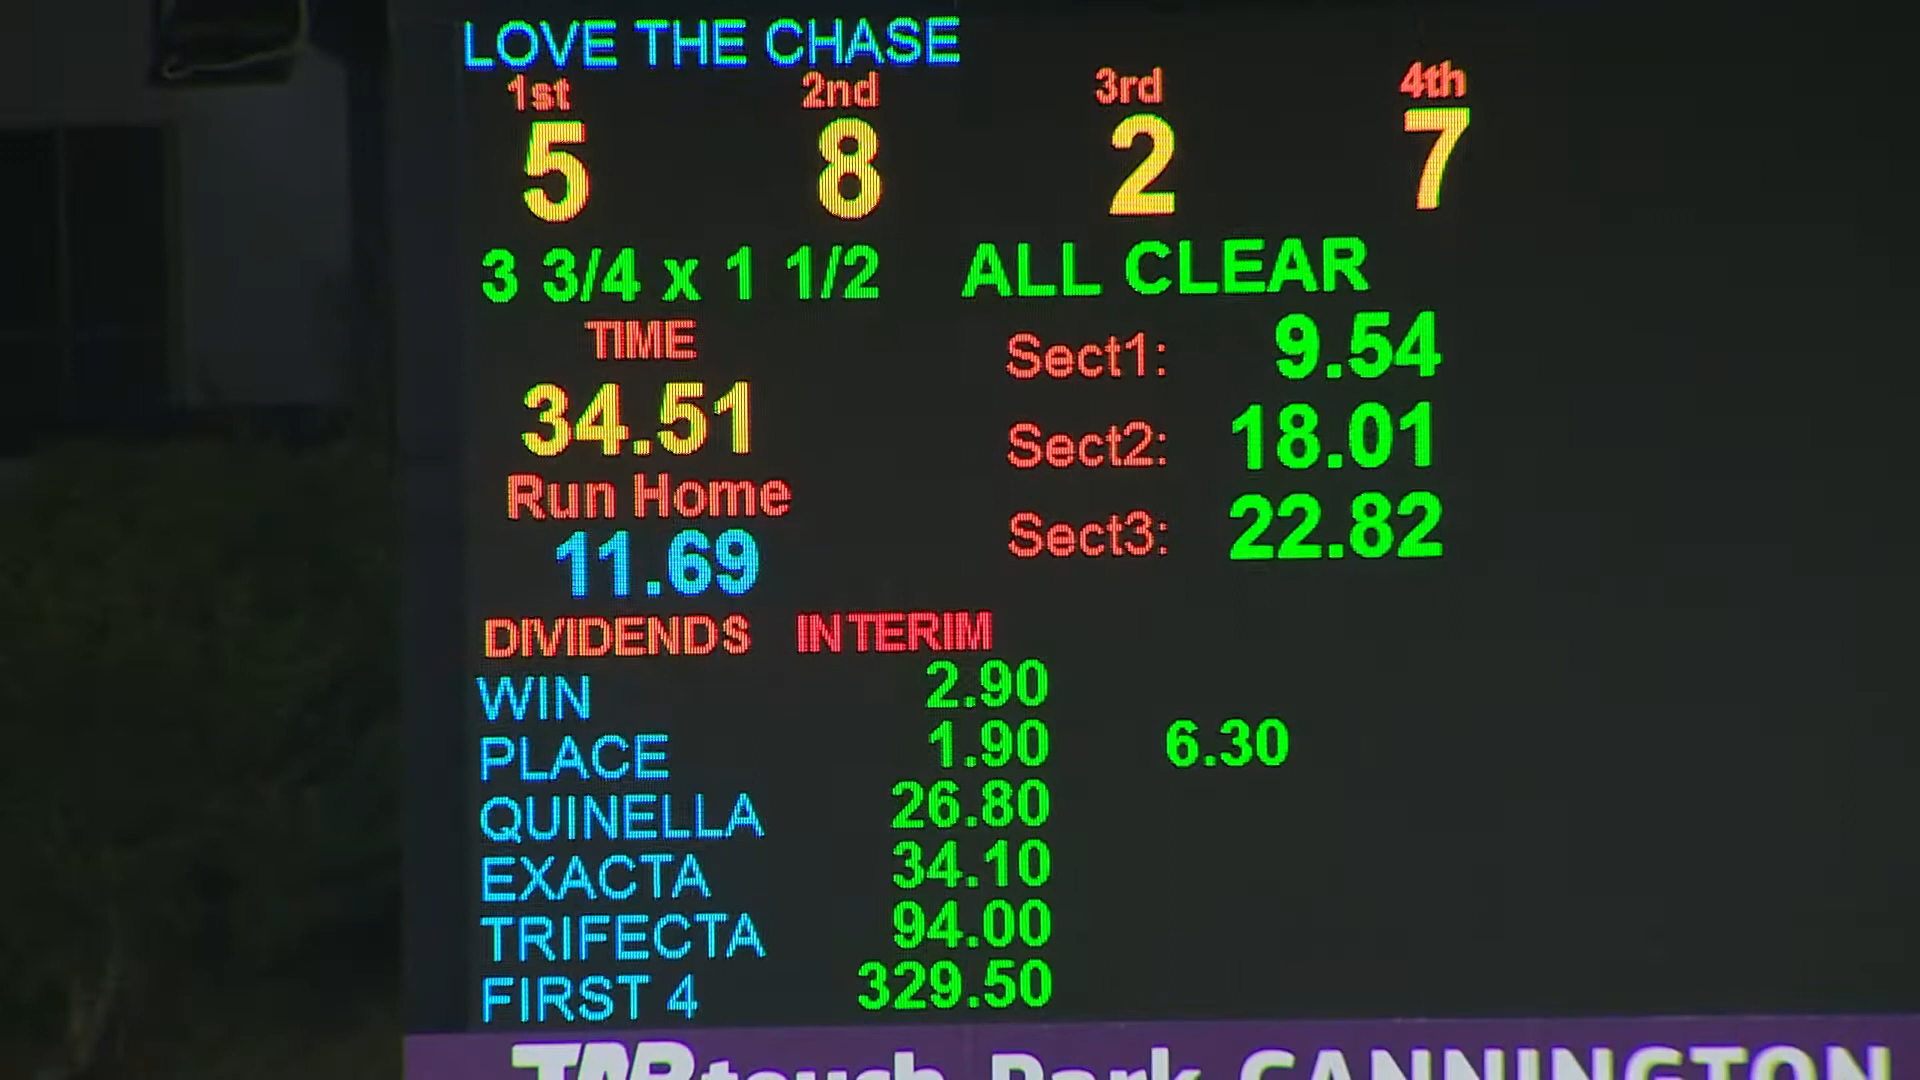 LOVE THE CHASE
1st 2nd 3rd 4th
5 8 2 7
3 3/4 x 1 1/2 ALL CLEAR
TIME
34.51
Run Home
11.69
Sect1: 9.54
Sect2: 18.01
Sect3: 22.82
DIVIDENDS INTERIM
WIN 2.90
PLACE 1.90 6.30
QUINELLA 26.80
EXACTA 34.10
TRIFECTA 94.00
FIRST 4 329.50
TABtouch Park CANNINGTON